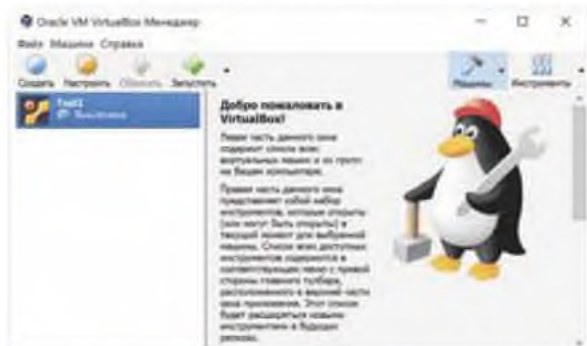 Oracle VM VirtualBox Менеджер
Файл Машина Справка
Создать Настроить Сбросить Запустить
Машины Инструменты
Test1
Выключена
Добро пожаловать в
VirtualBox!
Левая часть данного окна
содержит список всех
виртуальных машин и их групп
на Вашем компьютере.
Правая часть данного окна
представляет собой набор
инструментов, которые открыты
(или могут быть открыты) в
текущий момент для выбранной
машины. Список всех доступных
инструментов содержится в
соответствующем меню с правой
стороны главного тулбара,
расположенного в верхней части
окна приложения. Этот список
будет расширяться новыми
инструментами в будущих
релизах.